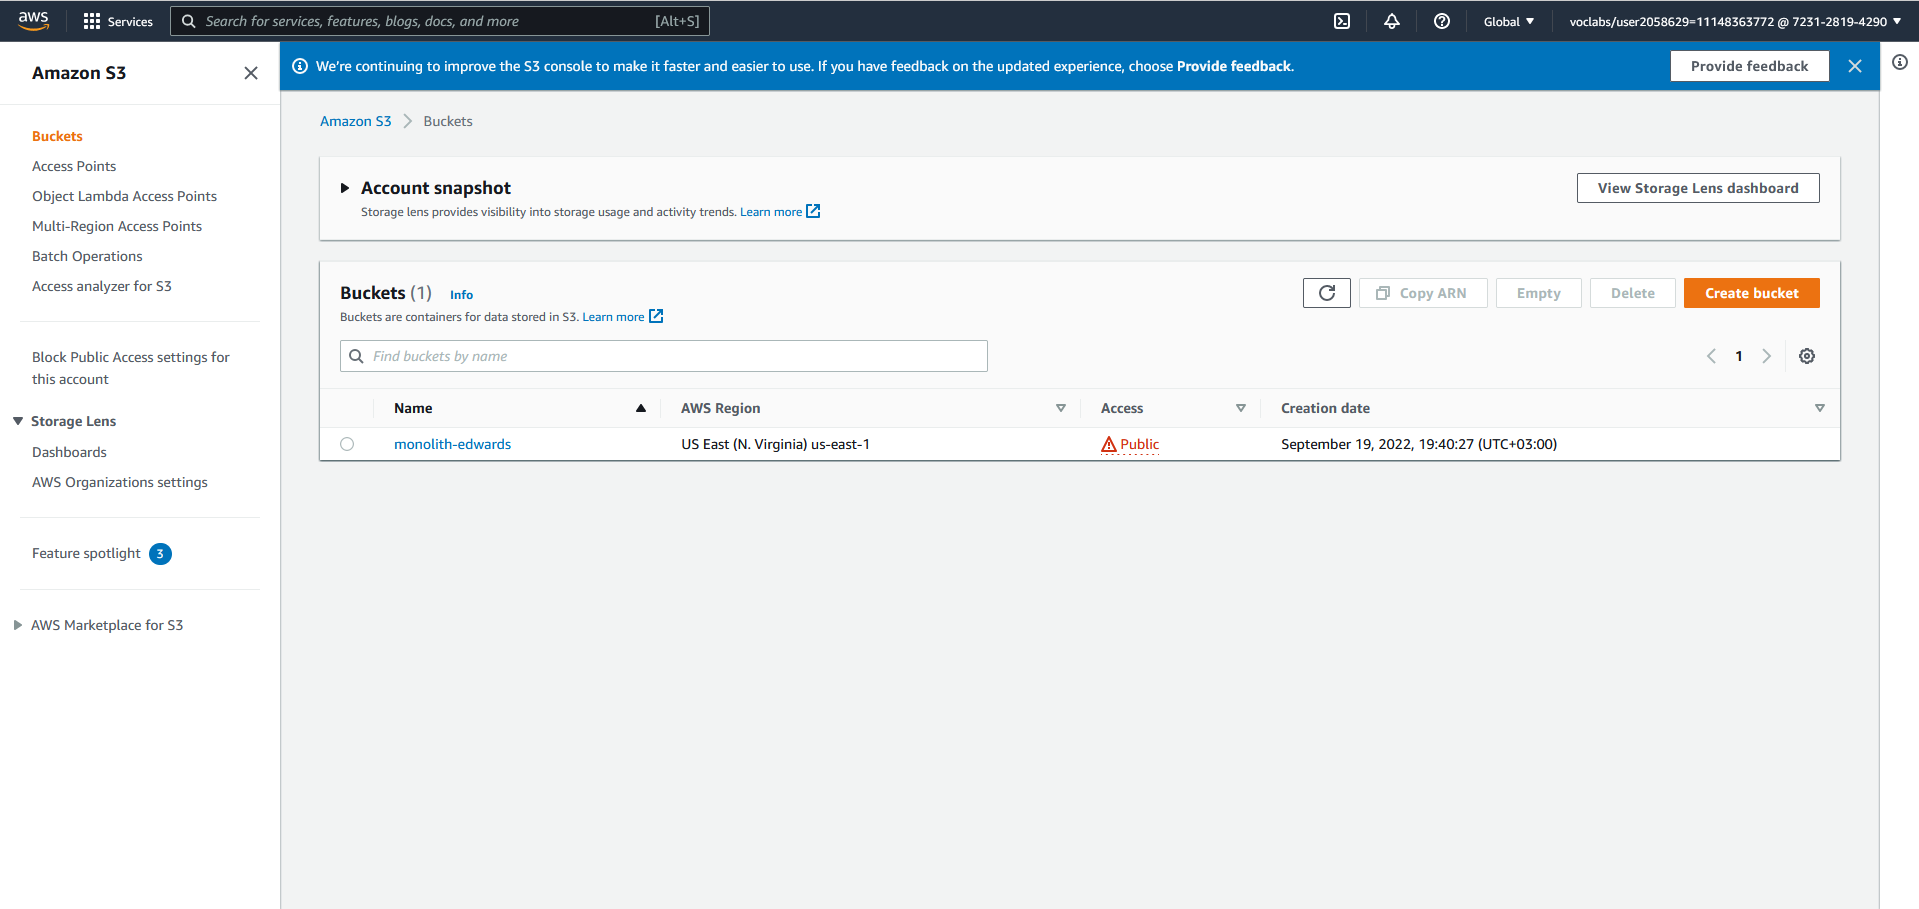 aws
Services
Search for services, features, blogs, docs, and more
[Alt+S]
Global
voclabs/user2058629=11148363772 @ 7231-2819-4290
Amazon S3
Buckets
Access Points
Object Lambda Access Points
Multi-Region Access Points
Batch Operations
Access analyzer for S3
Block Public Access settings for
this account
Storage Lens
Dashboards
AWS Organizations settings
Feature spotlight 3
AWS Marketplace for S3
We're continuing to improve the S3 console to make it faster and easier to use. If you have feedback on the updated experience, choose Provide feedback.
Provide feedback
Amazon S3 Buckets
Account snapshot
Storage lens provides visibility into storage usage and activity trends. Learn more
View Storage Lens dashboard
Buckets (1) Info
Buckets are containers for data stored in S3. Learn more
Copy ARN
Empty
Delete
Create bucket
Find buckets by name
1
Name AWS Region Access Creation date
monolith-edwards US East (N. Virginia) us-east-1 Public September 19, 2022, 19:40:27 (UTC+03:00)